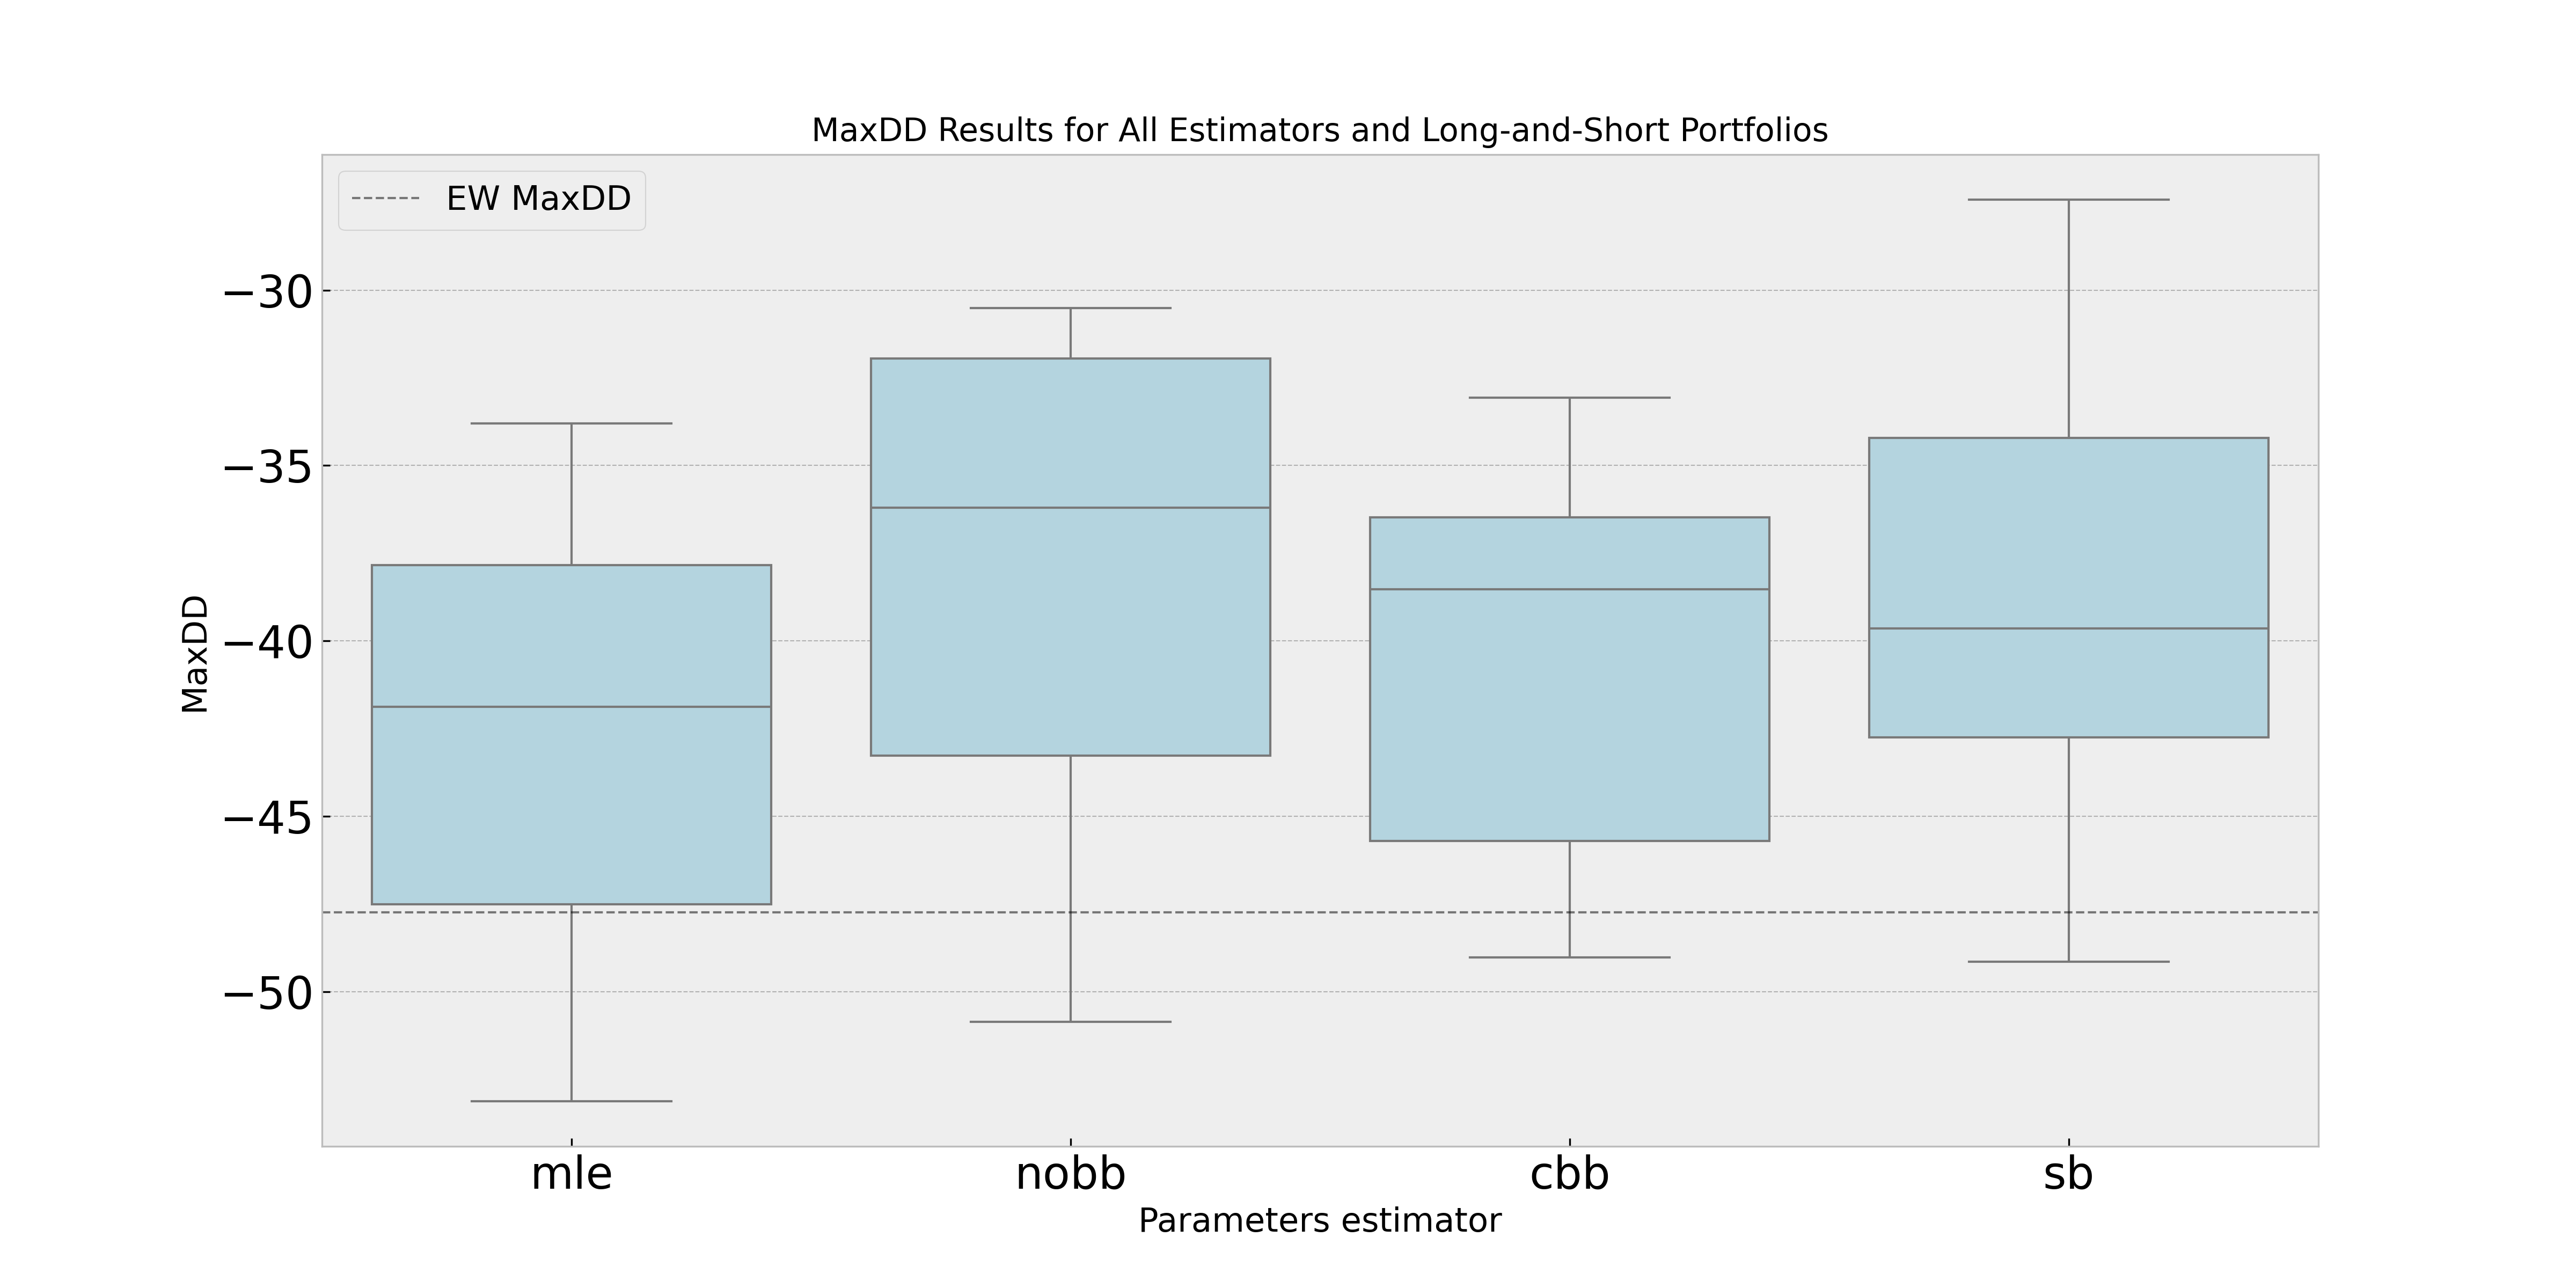 MaxDD Results for All Estimators and Long-and-Short Portfolios
EW MaxDD
−30
−35
−40
−45
−50
MaxDD
mle nobb cbb sb
Parameters estimator